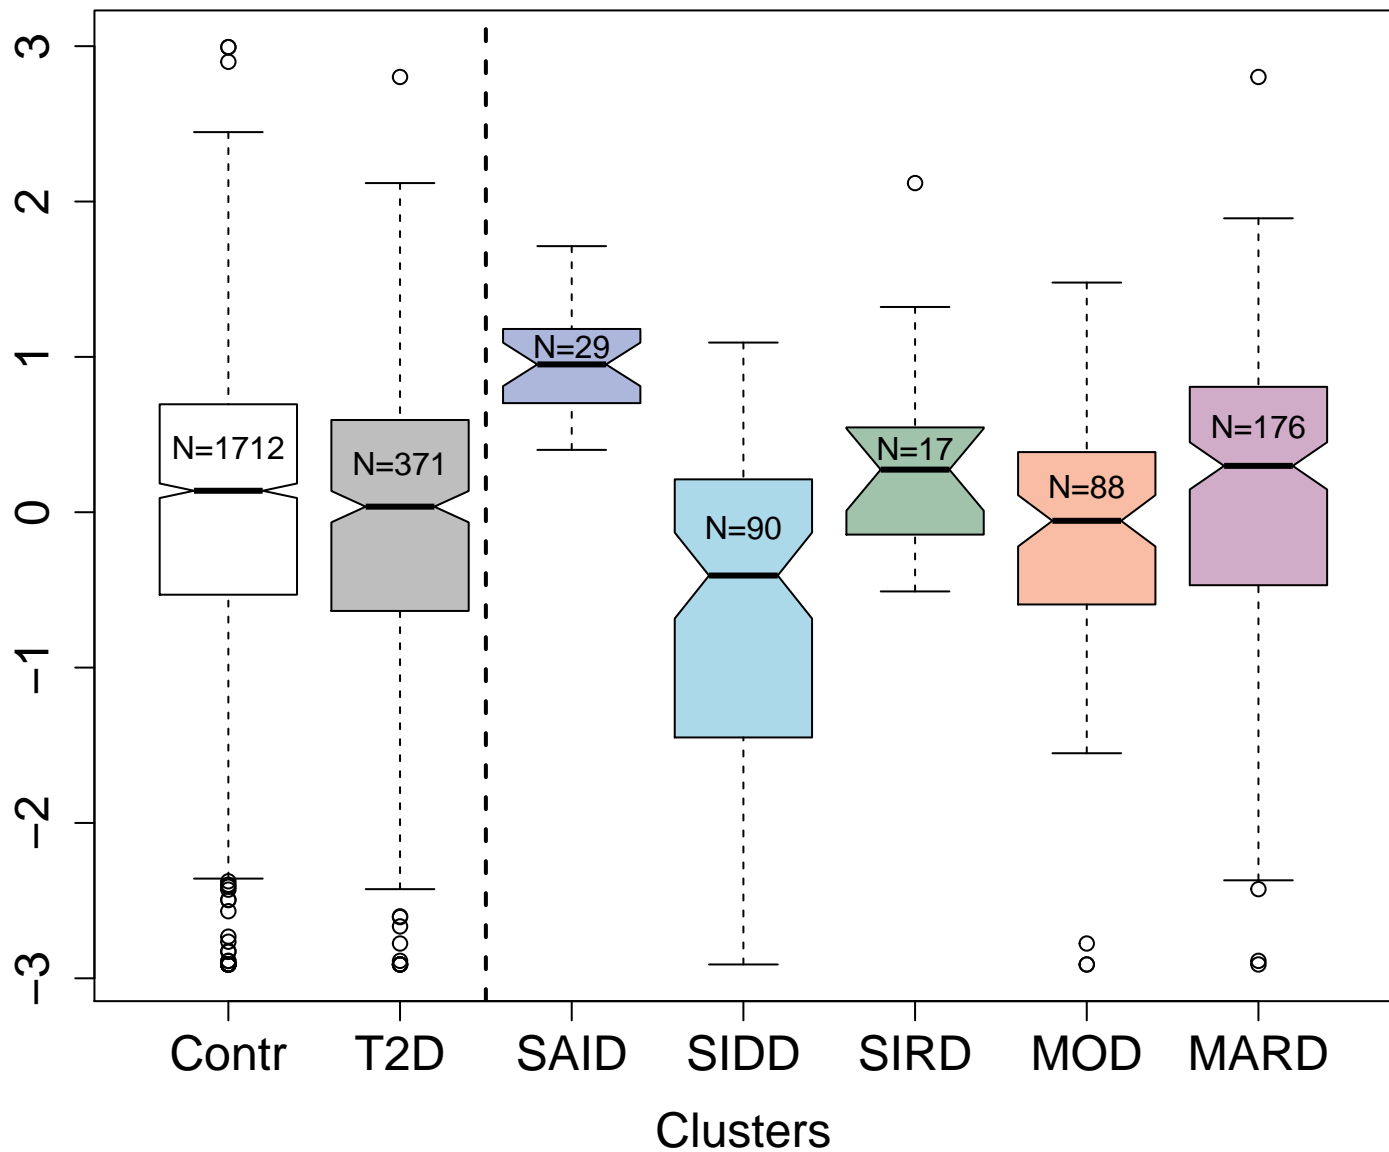 3
2
1
0
−1
−2
−3
N=1712
N=371
N=29
N=90
N=17
N=88
N=176
Contr T2D SAID SIDD SIRD MOD MARD
Clusters